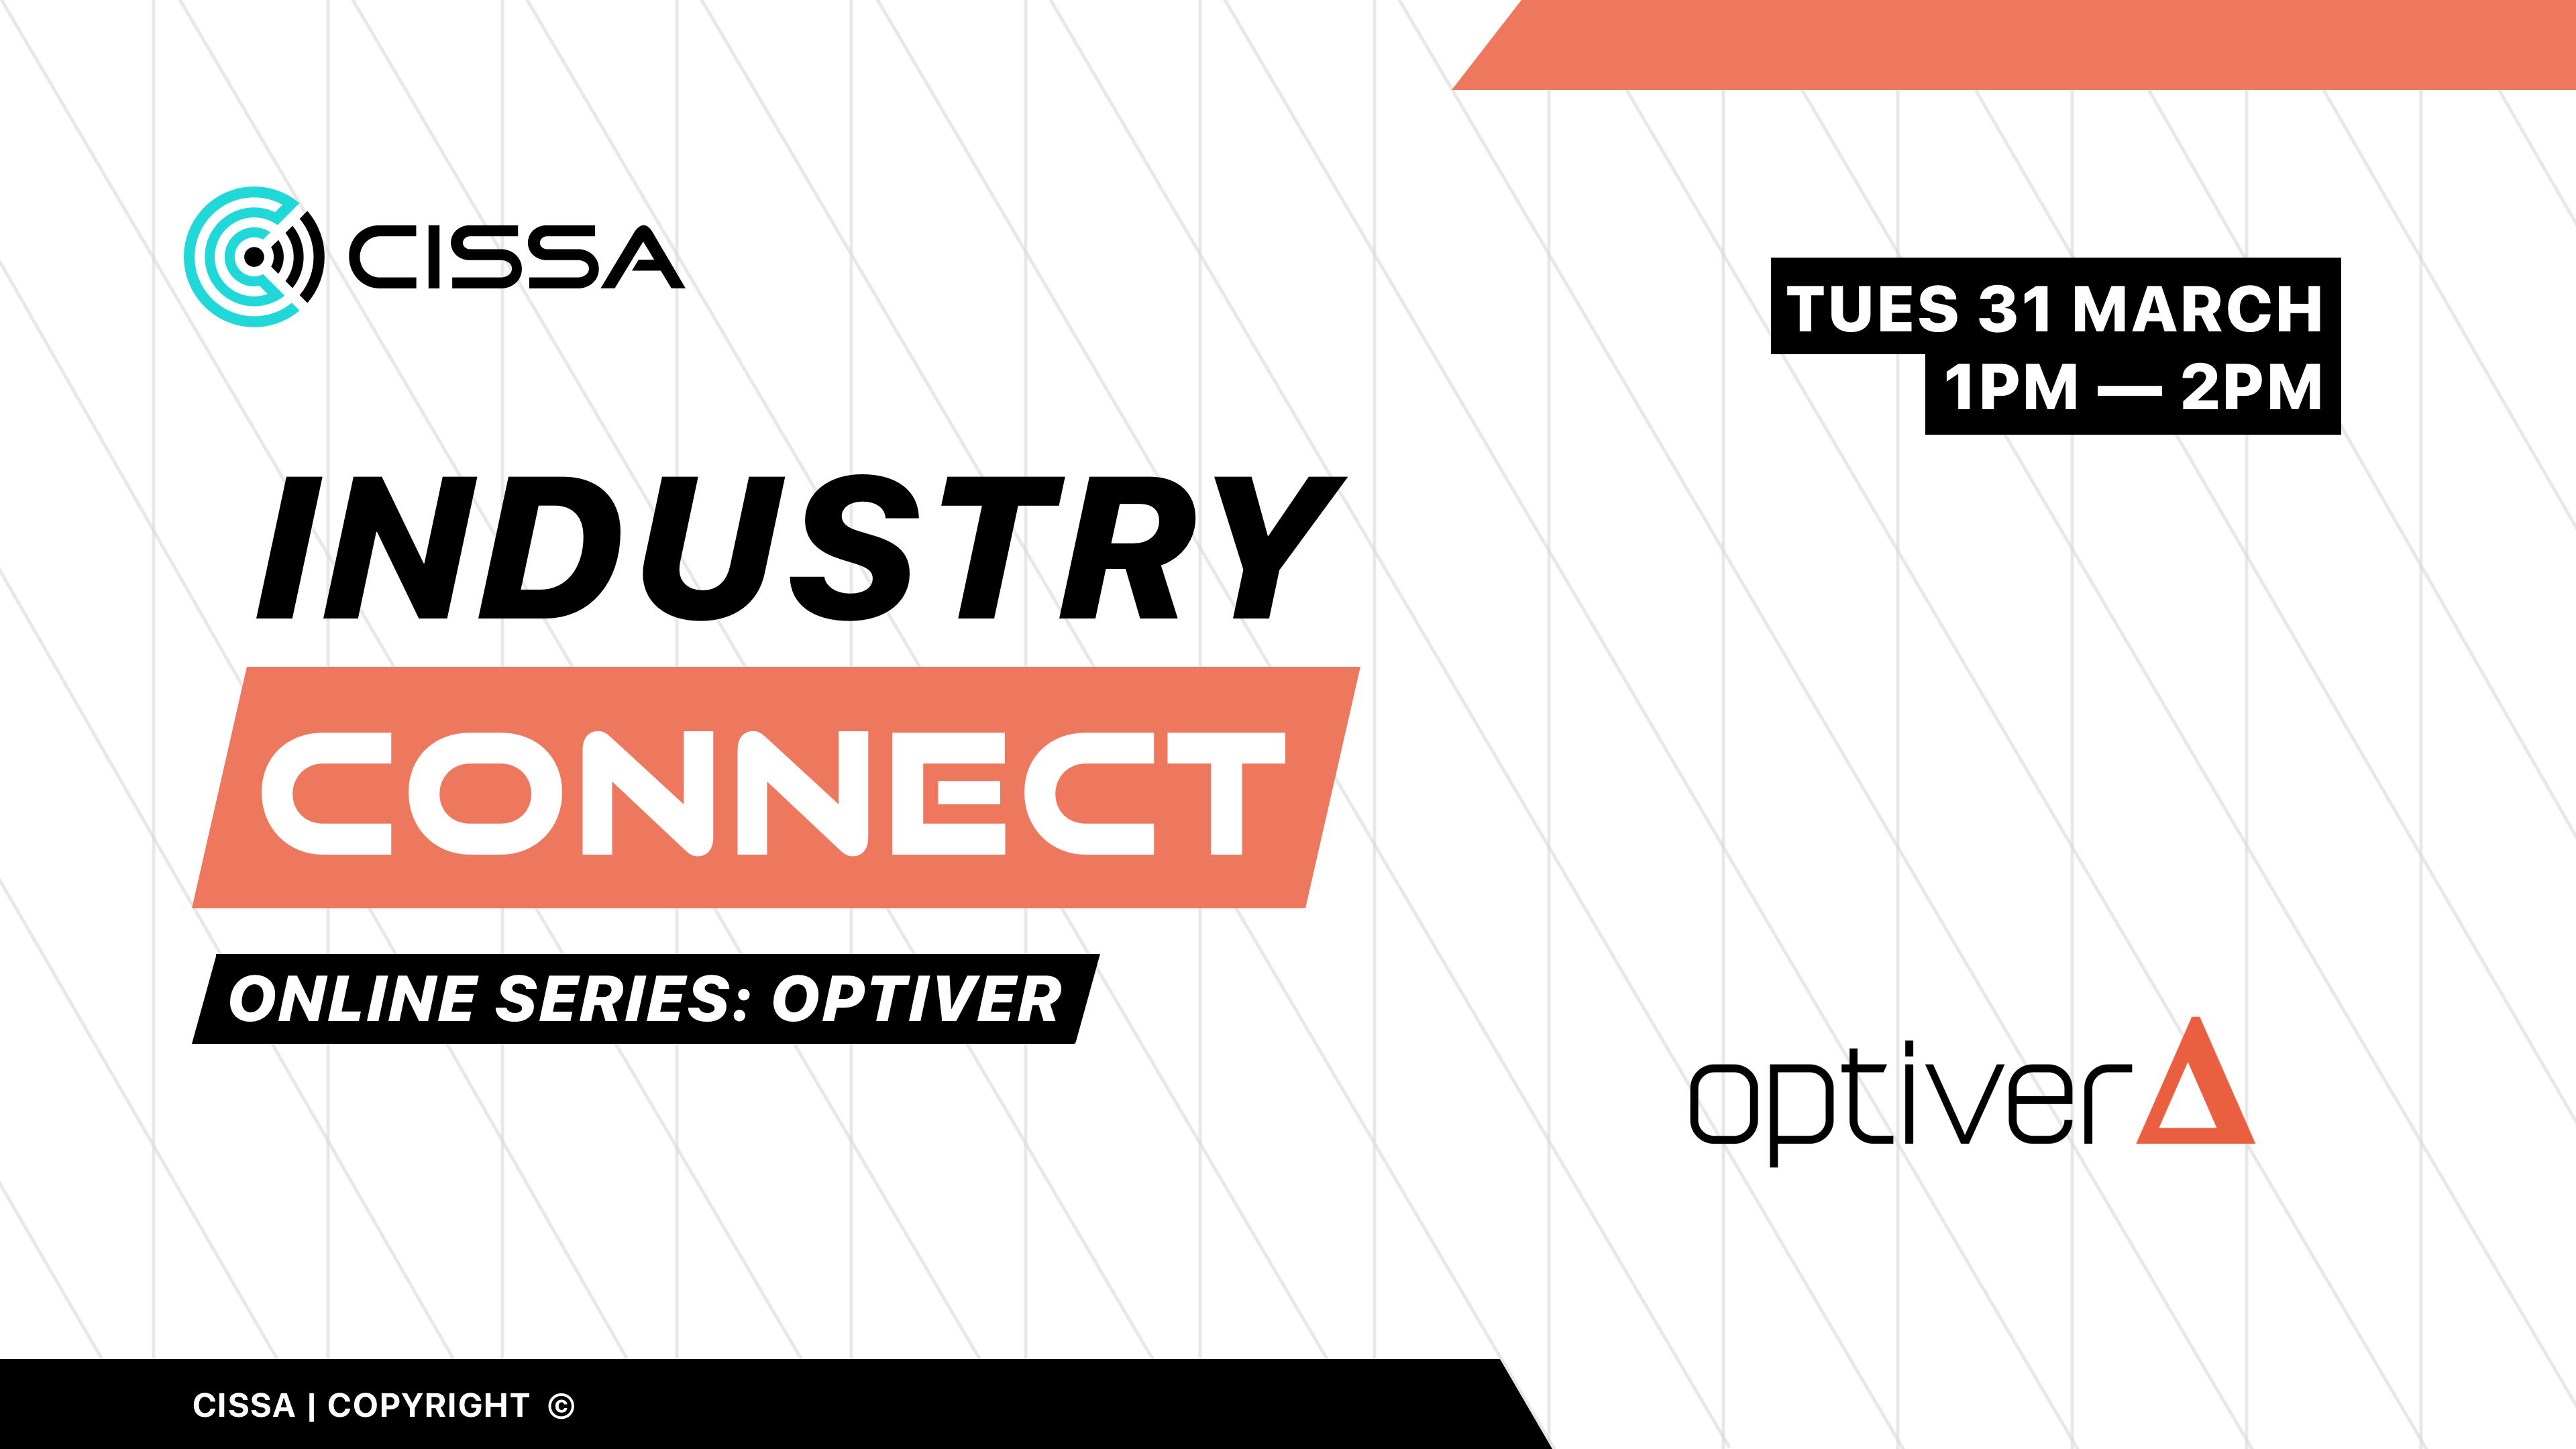 CISSA
TUES 31 MARCH
1PM — 2PM
INDUSTRY
CONNECT
ONLINE SERIES: OPTIVER
optiver
CISSA | COPYRIGHT ©